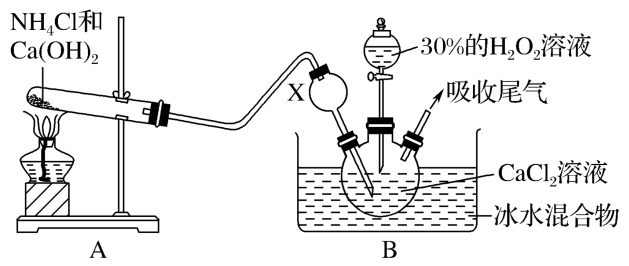 NH₄Cl和
Ca(OH)₂
X
30%的H₂O₂溶液
吸收尾气
CaCl₂溶液
冰水混合物
A
B